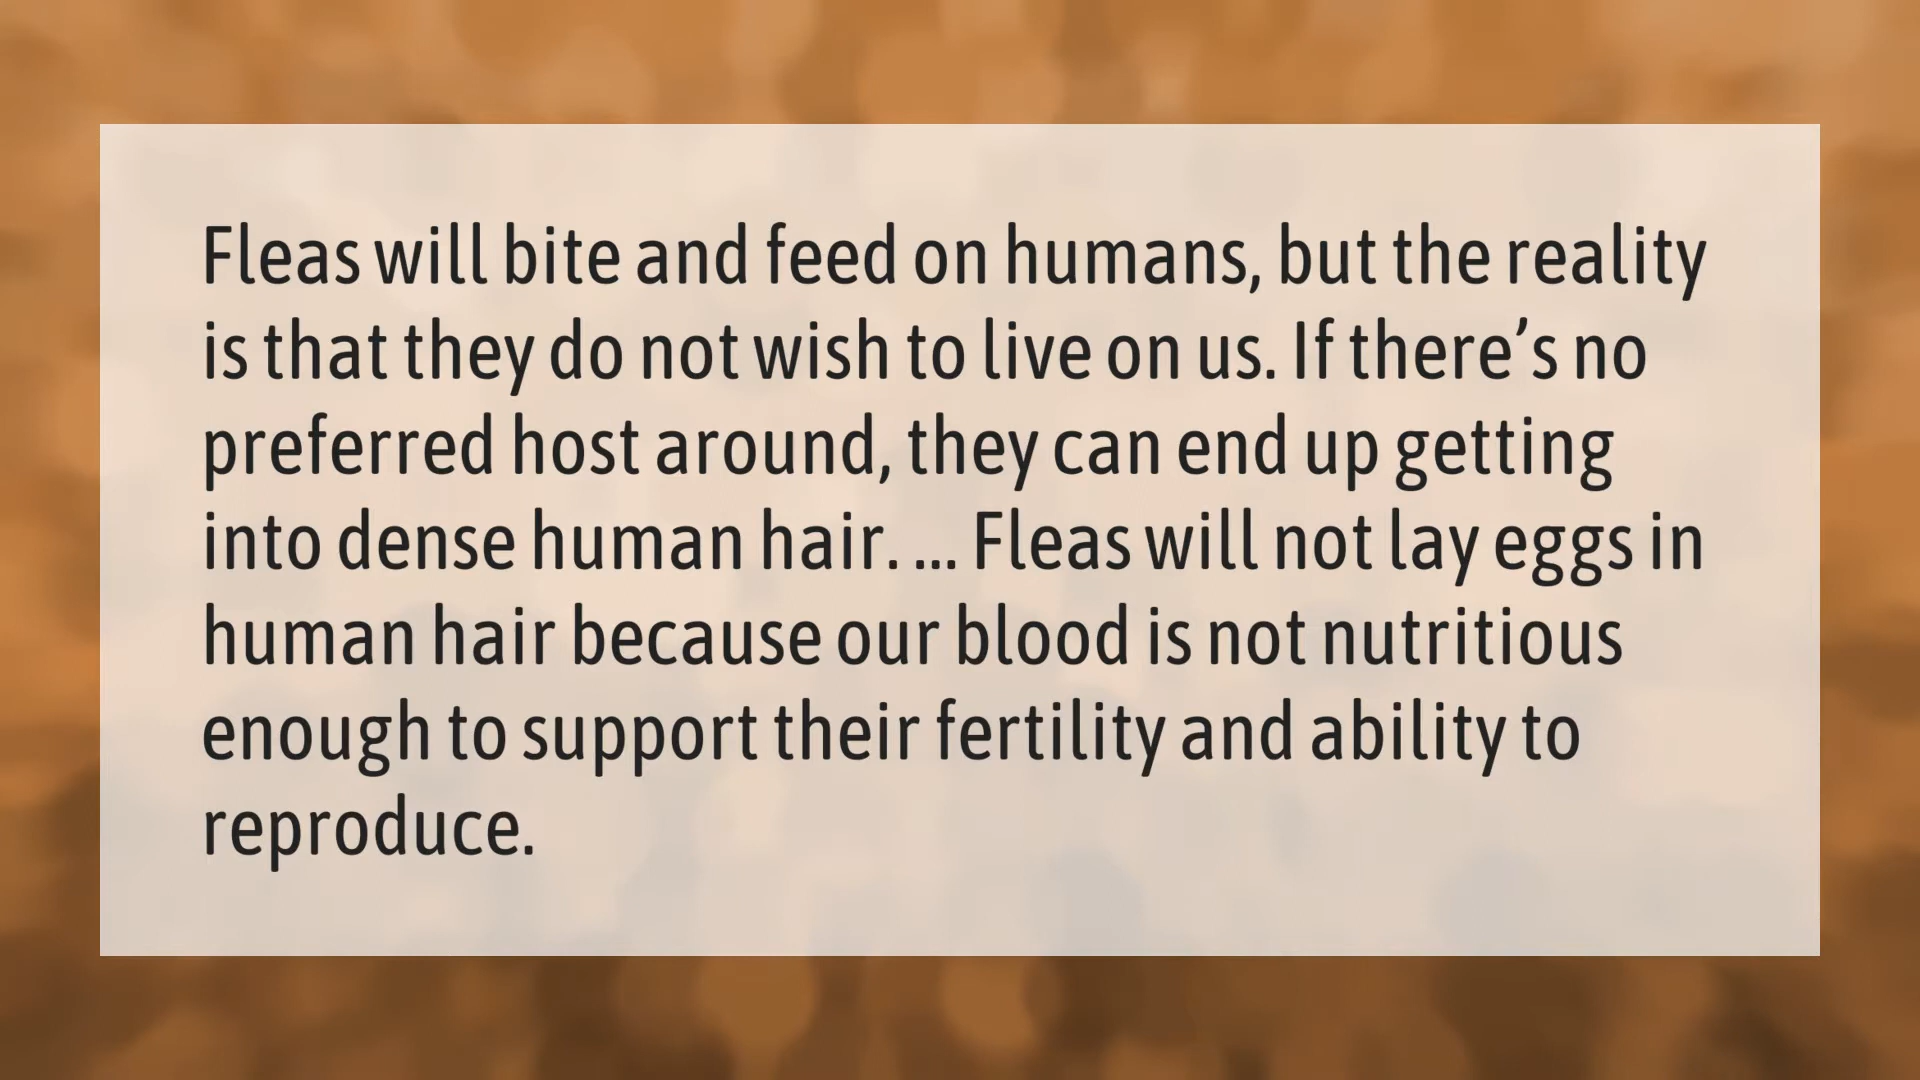 Fleas will bite and feed on humans, but the reality
is that they do not wish to live on us. If there’s no
preferred host around, they can end up getting
into dense human hair. ... Fleas will not lay eggs in
human hair because our blood is not nutritious
enough to support their fertility and ability to
reproduce.